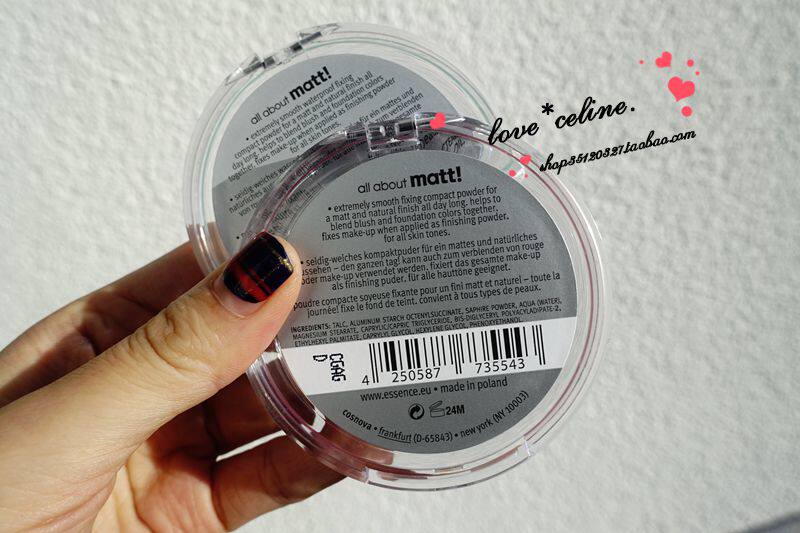 all about matt!
• extremely smooth waterproof fixing
compact powder for a matt and natural finish all
day long. helps to blend blush and foundation colors
together. fixes make-up when applied as finishing powder
for all skin tones.
• seidig-weiches
natürliches
von ro
love*celine.
shop35120327.taobao.com
all about matt!
• extremely smooth fixing compact powder for
a matt and natural finish all day long. helps to
blend blush and foundation colors together.
fixes make-up when applied as finishing powder.
for all skin tones.
• seidig-weiches kompaktpuder für ein mattes und natürliches
ussehen – den ganzen tag! kann auch zum verblenden von rouge
oder make-up verwendet werden. fixiert das gesamte make-up
als finishing puder. für alle hauttöne geeignet.
poudre compacte soyeuse fixante pour un fini matt et naturel – toute la
journée! fixe le fond de teint. convient à tous types de peaux.
INGREDIENTS: TALC, ALUMINUM STARCH OCTENYLSUCCINATE, SAPHIRE POWDER, AQUA (WATER),
MAGNESIUM STEARATE, CAPRYLIC/CAPRIC TRIGLYCERIDE, BIS-DIGLYCERYL POLYACYLADIPATE-2,
ETHYLHEXYL PALMITATE, CAPRYLYL GLYCOL, HEXYLENE GLYCOL, PHENOXYETHANOL.
CGAG
D
4 250587 735543
www.essence.eu • made in poland
24M
cosnova • frankfurt (D-65843) • new york (NY 10003)